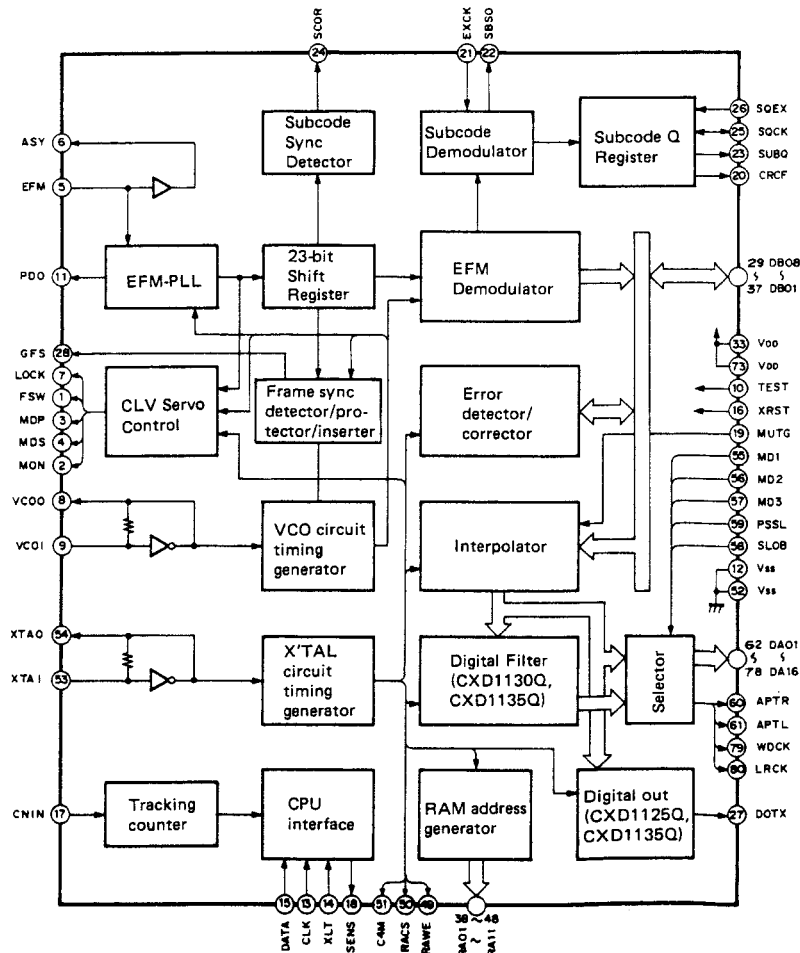 SCOR
EXCK
SBSO
24
21
22
ASY
6
EFM
5
Subcode
Sync
Detector
Subcode
Demodulator
Subcode Q
Register
26 SQEX
25 SQCK
23 SUBQ
20 CRCF
PDO
11
EFM-PLL
23-bit
Shift
Register
EFM
Demodulator
29 DB08
37 DB01
GFS
28
LOCK
7
FSW
1
MDP
3
MDS
4
MON
2
CLV Servo
Control
Frame sync
detector/pro-
tector/inserter
Error
detector/
corrector
33 VDD
73 VDD
10 TEST
16 XRST
19 MUTG
55 MD1
56 MD2
57 MD3
59 PSSL
58 SLOB
12 Vss
52 Vss
VCOO
8
VCOI
9
VCO circuit
timing
generator
Interpolator
XTAO
54
XTAI
53
X'TAL
circuit
timing
generator
Digital Filter
(CXD1130Q,
CXD1135Q)
Selector
62 DA01
78 DA16
60 APTR
61 APTL
79 WDCK
80 LRCK
CNIN
17
Tracking
counter
CPU
interface
RAM address
generator
Digital out
(CXD1125Q,
CXD1135Q)
27 DOTX
15
13
14
18
51
50
49
DATA
CLK
XLT
SENS
C4M
RACS
RAWE
38 ~ 48
RA01 ~ RA11